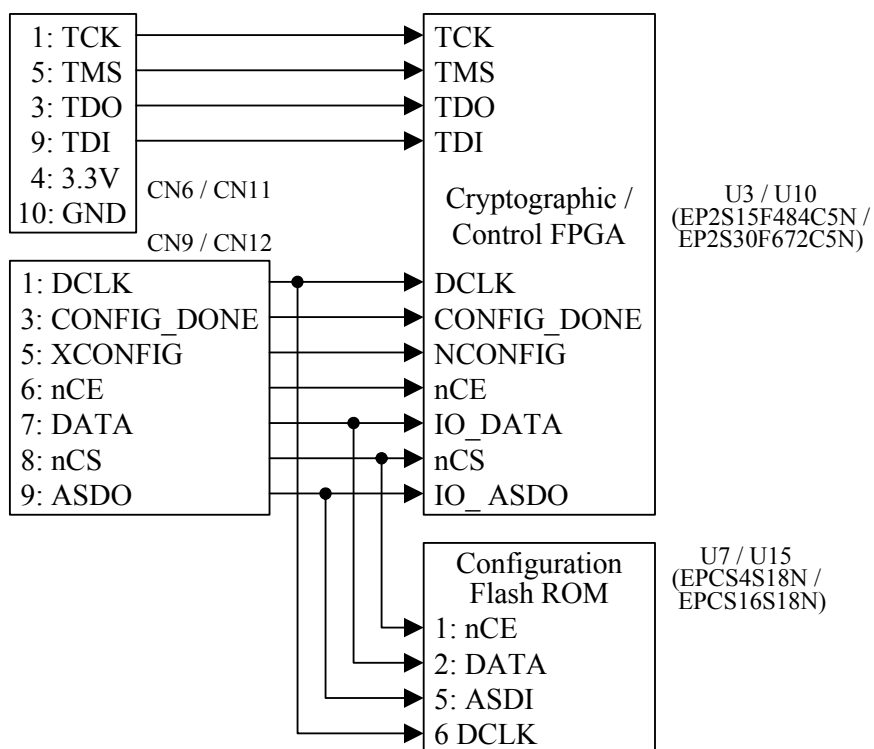 1: TCK
5: TMS
3: TDO
9: TDI
4: 3.3V
10: GND
CN6 / CN11
TCK
TMS
TDO
TDI
Cryptographic /
Control FPGA
U3 / U10
(EP2S15F484C5N /
EP2S30F672C5N)
CN9 / CN12
1: DCLK
3: CONFIG_DONE
5: XCONFIG
6: nCE
7: DATA
8: nCS
9: ASDO
DCLK
CONFIG_DONE
NCONFIG
nCE
IO_DATA
nCS
IO_ ASDO
Configuration
Flash ROM
1: nCE
2: DATA
5: ASDI
6 DCLK
U7 / U15
(EPCS4S18N /
EPCS16S18N)